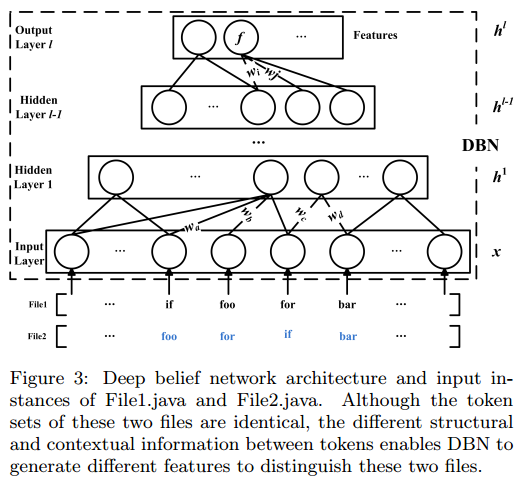 Output
Layer l
f
...
Features
h^l
w_i
w_j
Hidden
Layer l-1
...
h^{l-1}
...
DBN
Hidden
Layer 1
...
...
h^1
w_a
w_b
w_c
w_d
Input
Layer
...
...
x
File1
... if foo for bar ...
File2
... foo for if bar ...
Figure 3: Deep belief network architecture and input in-
stances of File1.java and File2.java. Although the token
sets of these two files are identical, the different structural
and contextual information between tokens enables DBN to
generate different features to distinguish these two files.